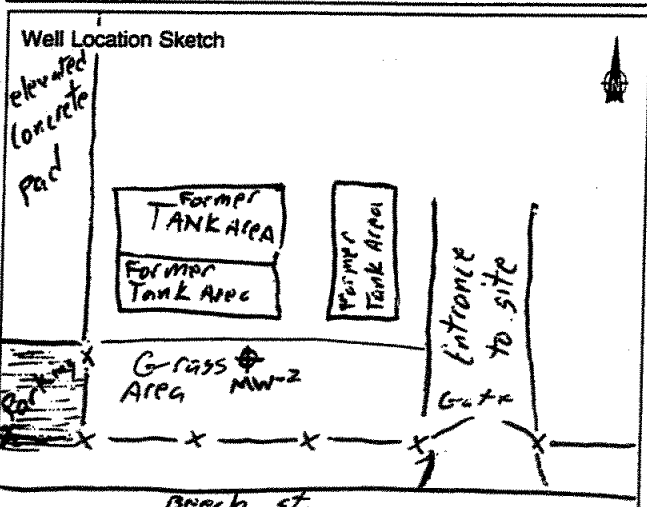 Well Location Sketch
elevated
concrete
pad
N
Former
TANK AreA
Former
Tank Area
Former
Tank Area
Entrance
to site
Grass
Area
MW-2
Parking
Gate
st.